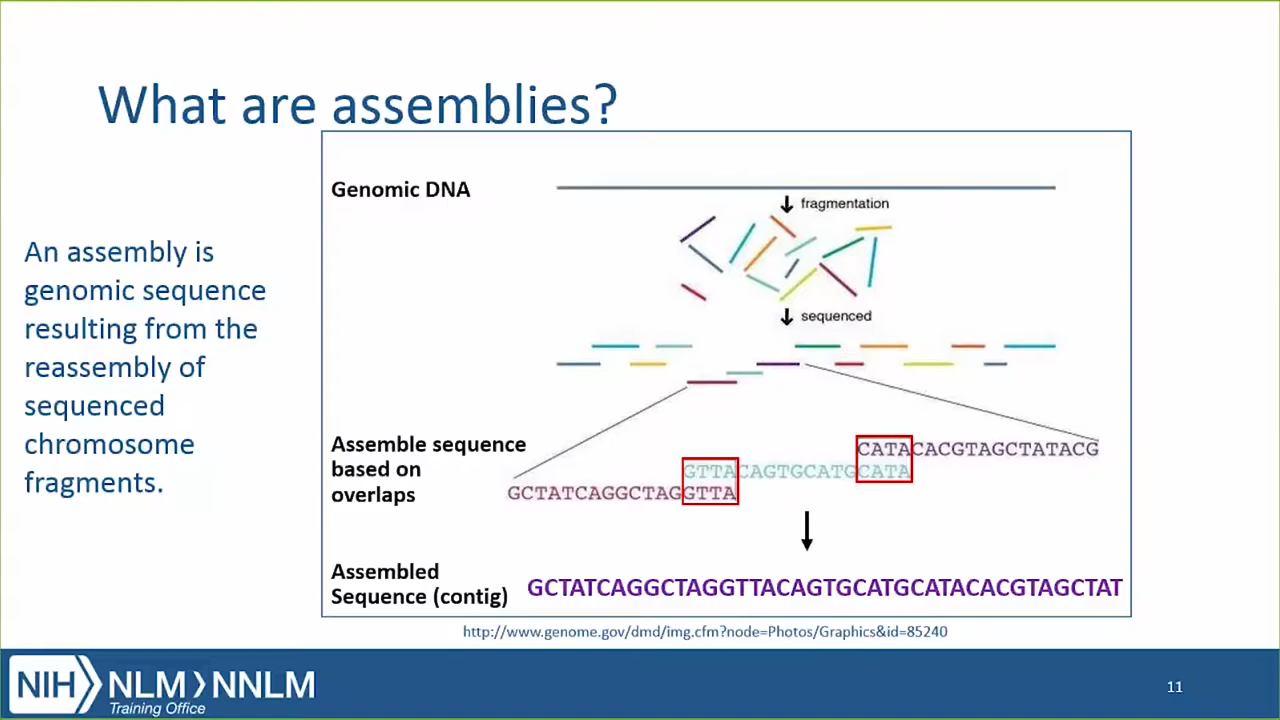 What are assemblies?
Genomic DNA
fragmentation
An assembly is
genomic sequence
resulting from the
reassembly of
sequenced
chromosome
fragments.
sequenced
Assemble sequence
based on
overlaps
CATACACGTAGCTATACG
GTTACAGTGCATGCATA
GCTATCAGGCTAGGTTA
Assembled
Sequence (contig)
GCTATCAGGCTAGGTTACAGTGCATGCATACACGTAGCTAT
http://www.genome.gov/dmd/img.cfm?node=Photos/Graphics&id=85240
NIH NLM NNLM
Training Office
11